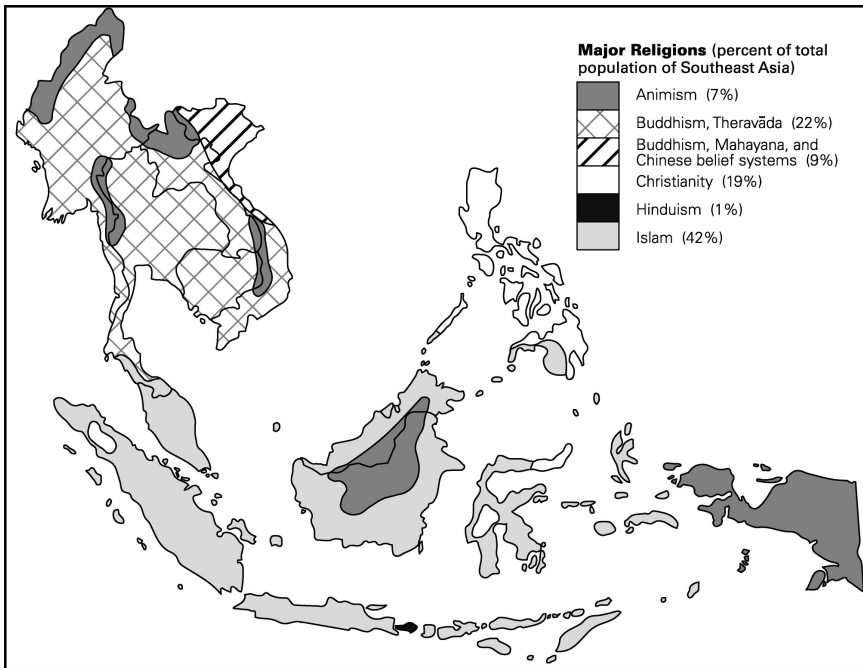 Major Religions (percent of total
population of Southeast Asia)
Animism (7%)
Buddhism, Theravāda (22%)
Buddhism, Mahayana, and
Chinese belief systems (9%)
Christianity (19%)
Hinduism (1%)
Islam (42%)